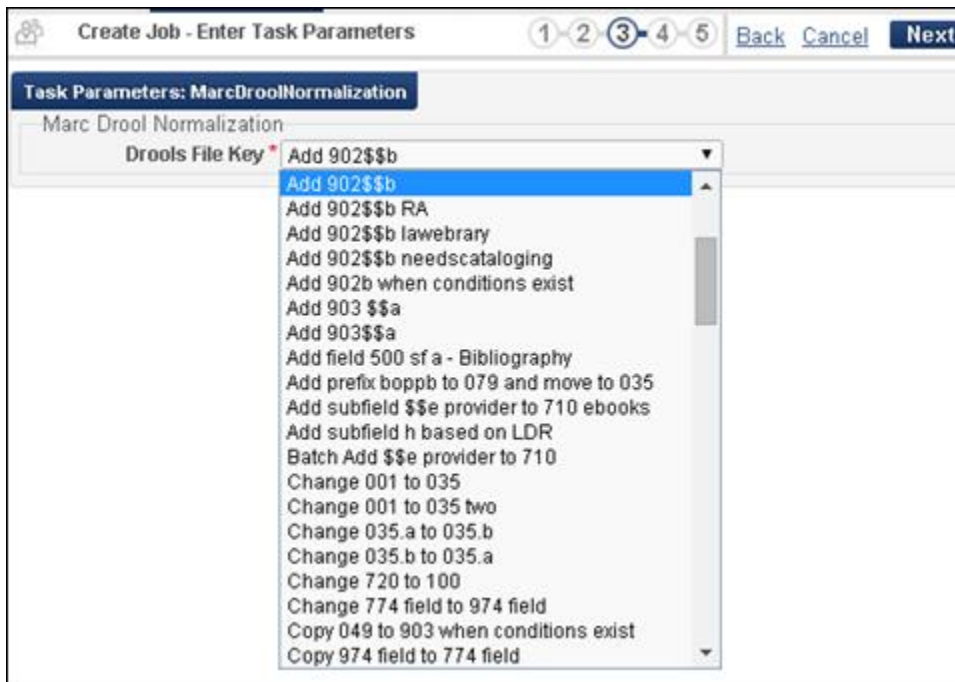 Create Job - Enter Task Parameters 1 2 3 4 5 Back Cancel Next
Task Parameters: MarcDroolNormalization
Marc Drool Normalization
Drools File Key * Add 902$$b
Add 902$$b
Add 902$$b RA
Add 902$$b lawebrary
Add 902$$b needscataloging
Add 902b when conditions exist
Add 903 $$a
Add 903$$a
Add field 500 sf a - Bibliography
Add prefix boppb to 079 and move to 035
Add subfield $$e provider to 710 ebooks
Add subfield h based on LDR
Batch Add $$e provider to 710
Change 001 to 035
Change 001 to 035 two
Change 035.a to 035.b
Change 035.b to 035.a
Change 720 to 100
Change 774 field to 974 field
Copy 049 to 903 when conditions exist
Copy 974 field to 774 field